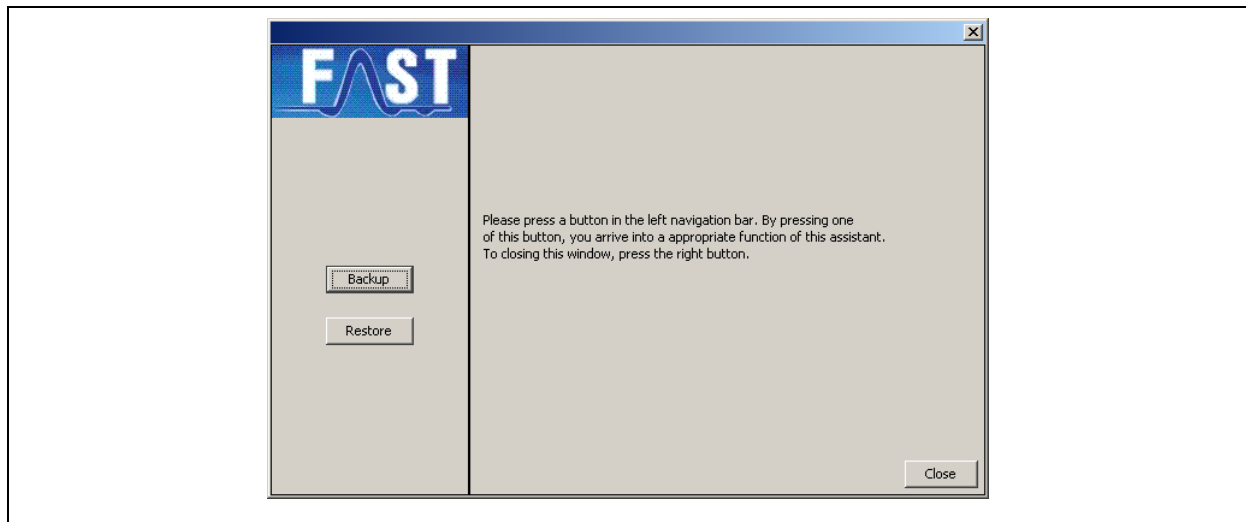 FAST
Please press a button in the left navigation bar. By pressing one
of this button, you arrive into a appropriate function of this assistant.
To closing this window, press the right button.
Backup
Restore
Close